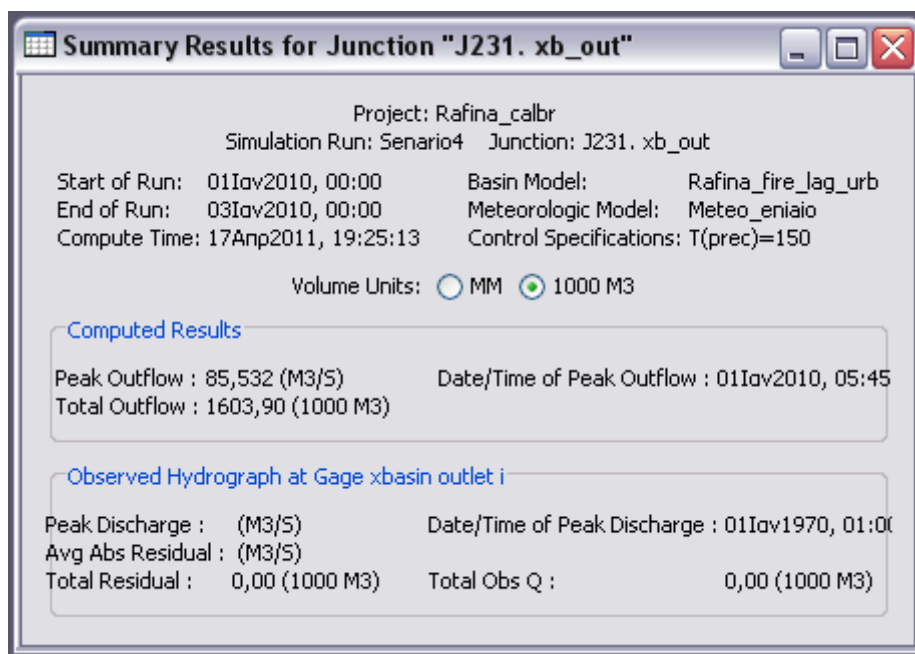 Summary Results for Junction "J231. xb_out"
Project: Rafina_calbr
Simulation Run: Senario4 Junction: J231. xb_out
Start of Run: 01Ιαν2010, 00:00 Basin Model: Rafina_fire_lag_urb
End of Run: 03Ιαν2010, 00:00 Meteorologic Model: Meteo_eniaio
Compute Time: 17Απρ2011, 19:25:13 Control Specifications: T(prec)=150
Volume Units: MM 1000 M3
Computed Results
Peak Outflow : 85,532 (M3/S) Date/Time of Peak Outflow : 01Ιαν2010, 05:45
Total Outflow : 1603,90 (1000 M3)
Observed Hydrograph at Gage xbasin outlet i
Peak Discharge : (M3/S) Date/Time of Peak Discharge : 01Ιαν1970, 01:00
Avg Abs Residual : (M3/S)
Total Residual : 0,00 (1000 M3) Total Obs Q : 0,00 (1000 M3)